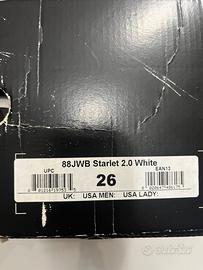 88JWB Starlet 2.0 White
UPC
26
EAN13
UK: USA MEN: USA LADY:
subito